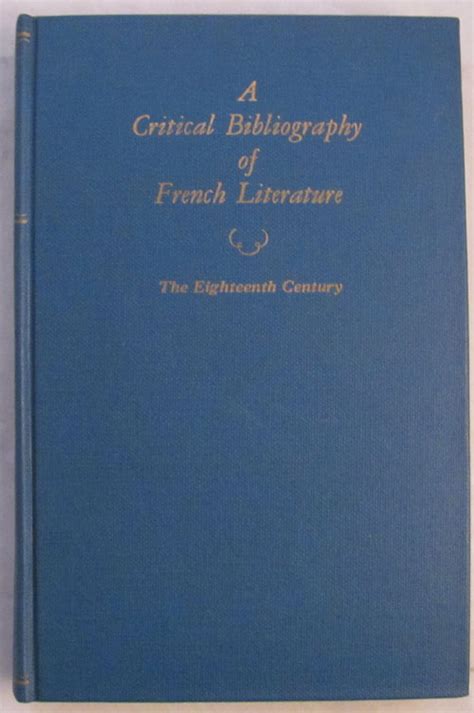 A
Critical Bibliography
of
French Literature
The Eighteenth Century